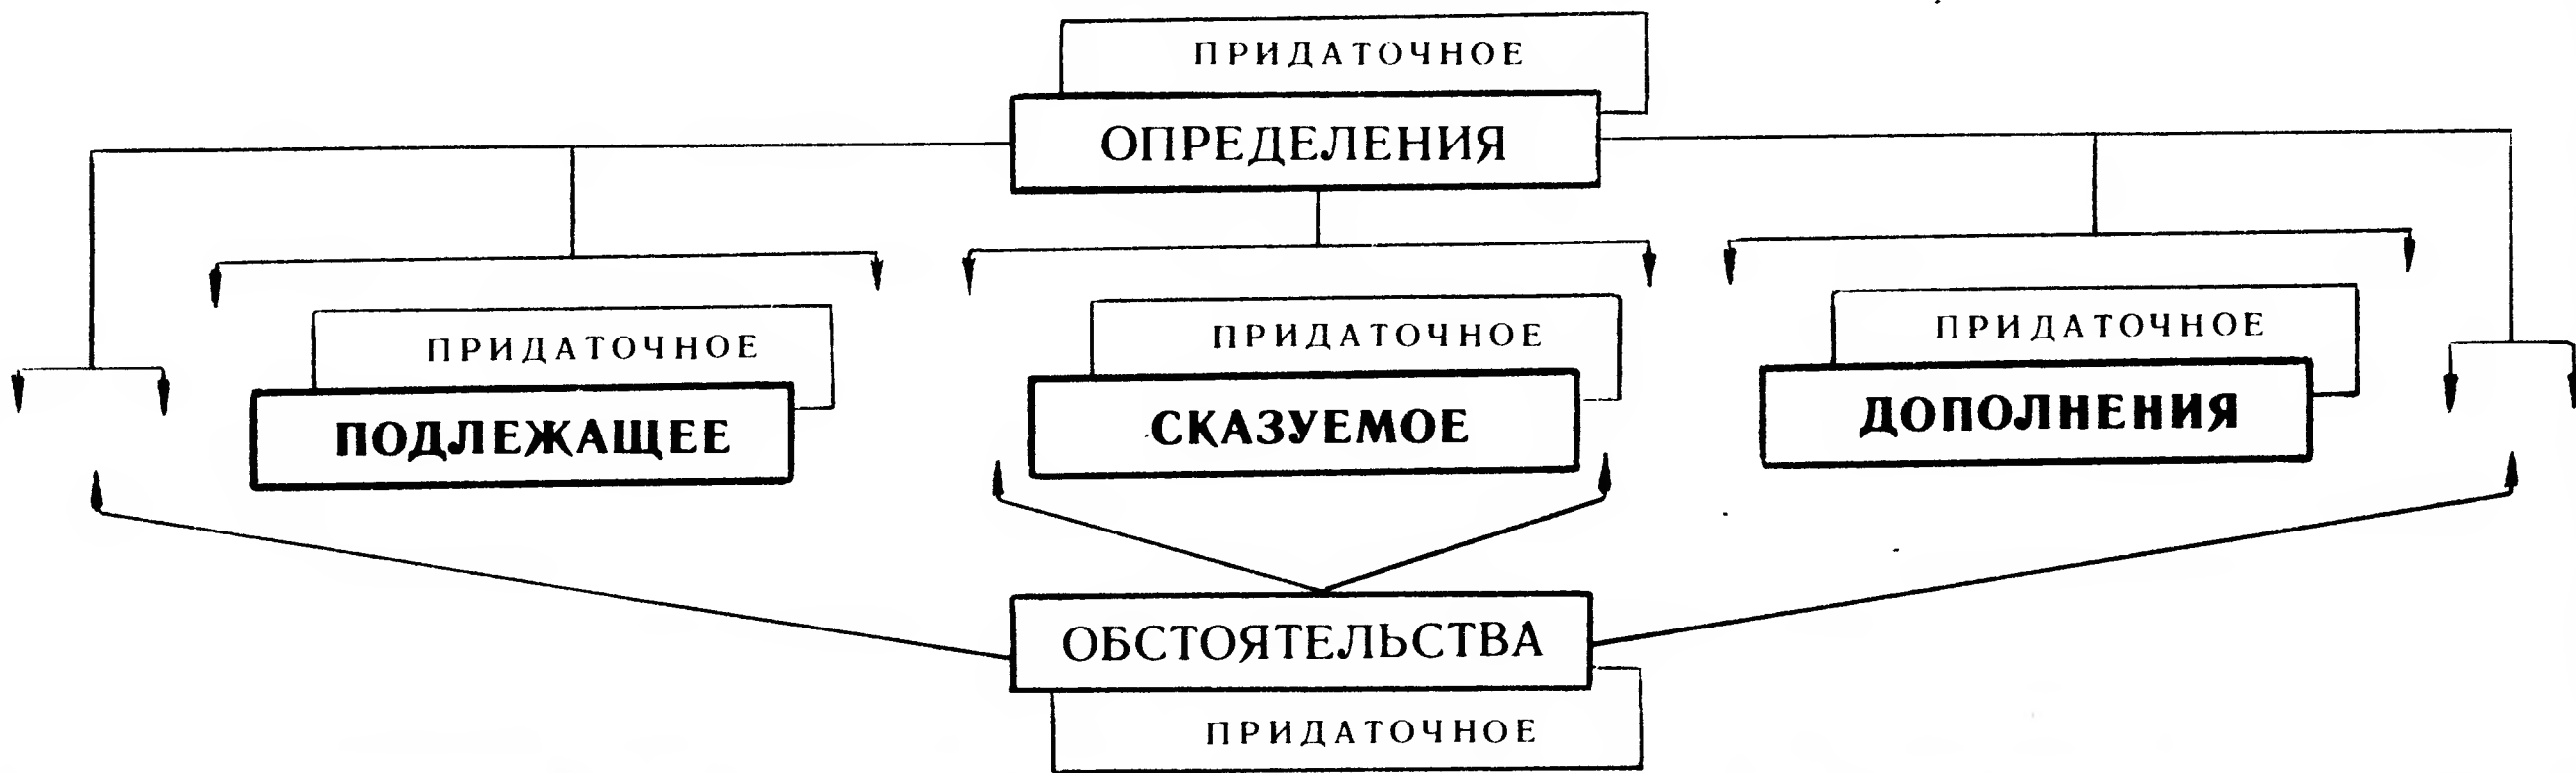 ПРИДАТОЧНОЕ
ОПРЕДЕЛЕНИЯ
ПРИДАТОЧНОЕ
ПОДЛЕЖАЩЕЕ
ПРИДАТОЧНОЕ
СКАЗУЕМОЕ
ПРИДАТОЧНОЕ
ДОПОЛНЕНИЯ
ОБСТОЯТЕЛЬСТВА
ПРИДАТОЧНОЕ